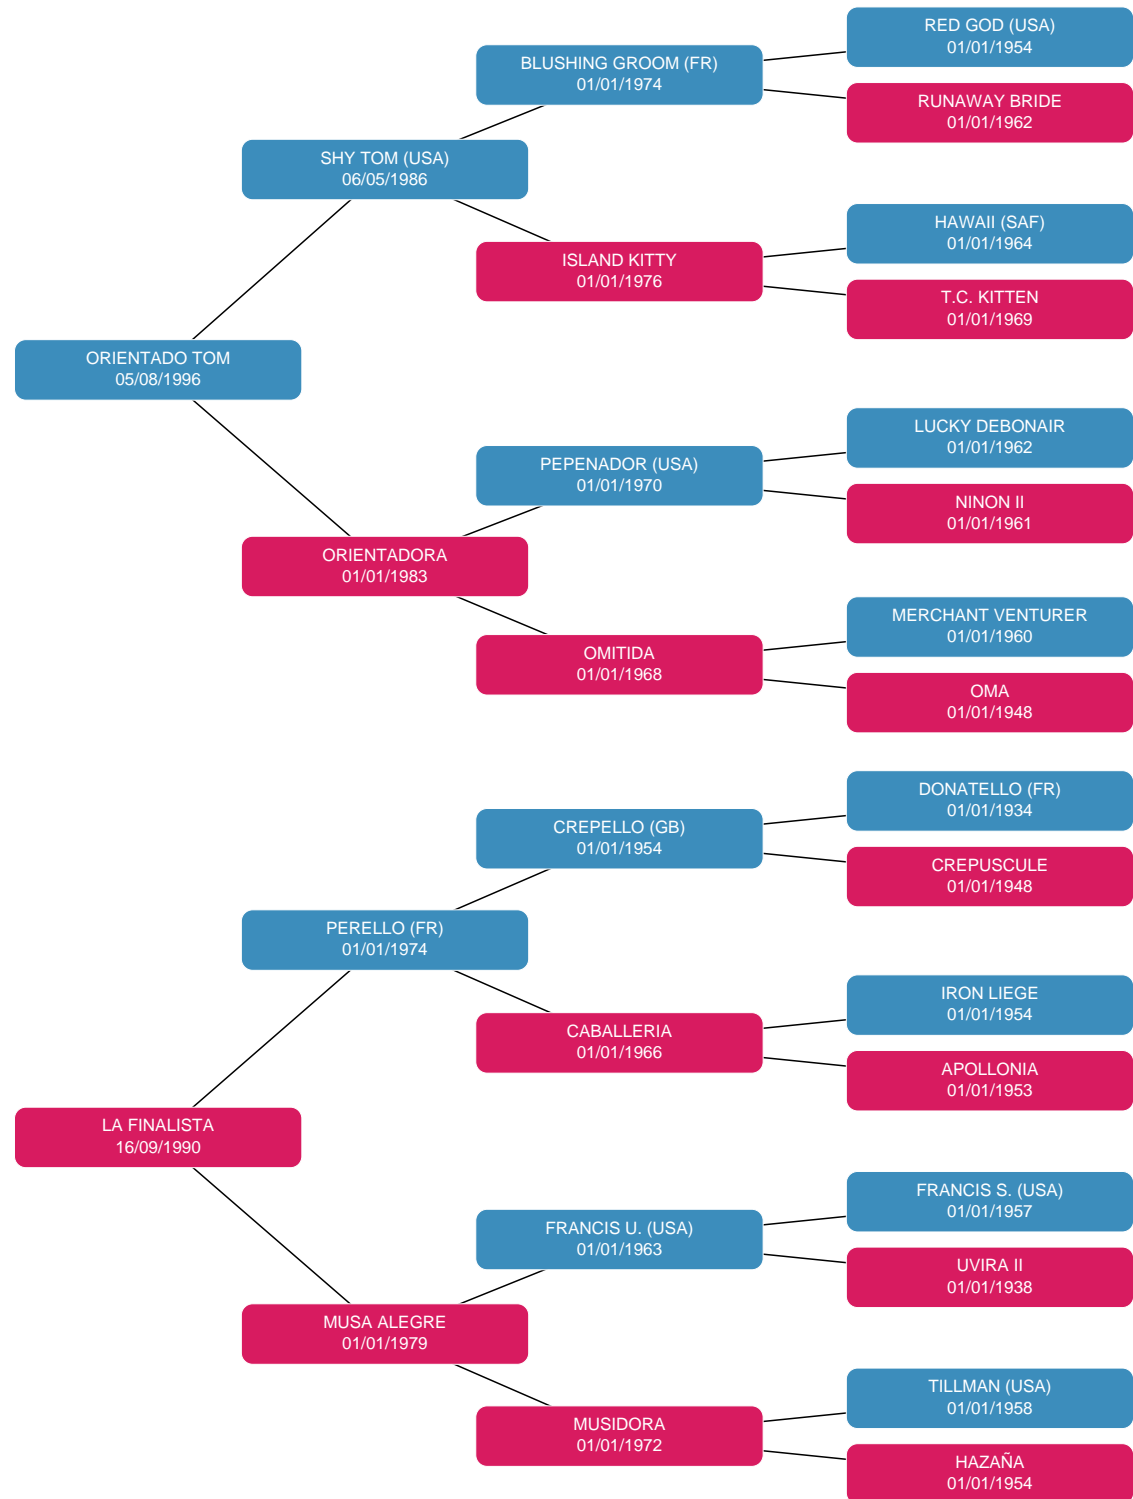 RED GOD (USA)
01/01/1954
BLUSHING GROOM (FR)
01/01/1974
RUNAWAY BRIDE
01/01/1962
SHY TOM (USA)
06/05/1986
HAWAII (SAF)
01/01/1964
ISLAND KITTY
01/01/1976
T.C. KITTEN
01/01/1969
ORIENTADO TOM
05/08/1996
LUCKY DEBONAIR
01/01/1962
PEPENADOR (USA)
01/01/1970
NINON II
01/01/1961
ORIENTADORA
01/01/1983
MERCHANT VENTURER
01/01/1960
OMITIDA
01/01/1968
OMA
01/01/1948
DONATELLO (FR)
01/01/1934
CREPELLO (GB)
01/01/1954
CREPUSCULE
01/01/1948
PERELLO (FR)
01/01/1974
IRON LIEGE
01/01/1954
CABALLERIA
01/01/1966
APOLLONIA
01/01/1953
LA FINALISTA
16/09/1990
FRANCIS S. (USA)
01/01/1957
FRANCIS U. (USA)
01/01/1963
UVIRA II
01/01/1938
MUSA ALEGRE
01/01/1979
TILLMAN (USA)
01/01/1958
MUSIDORA
01/01/1972
HAZAÑA
01/01/1954